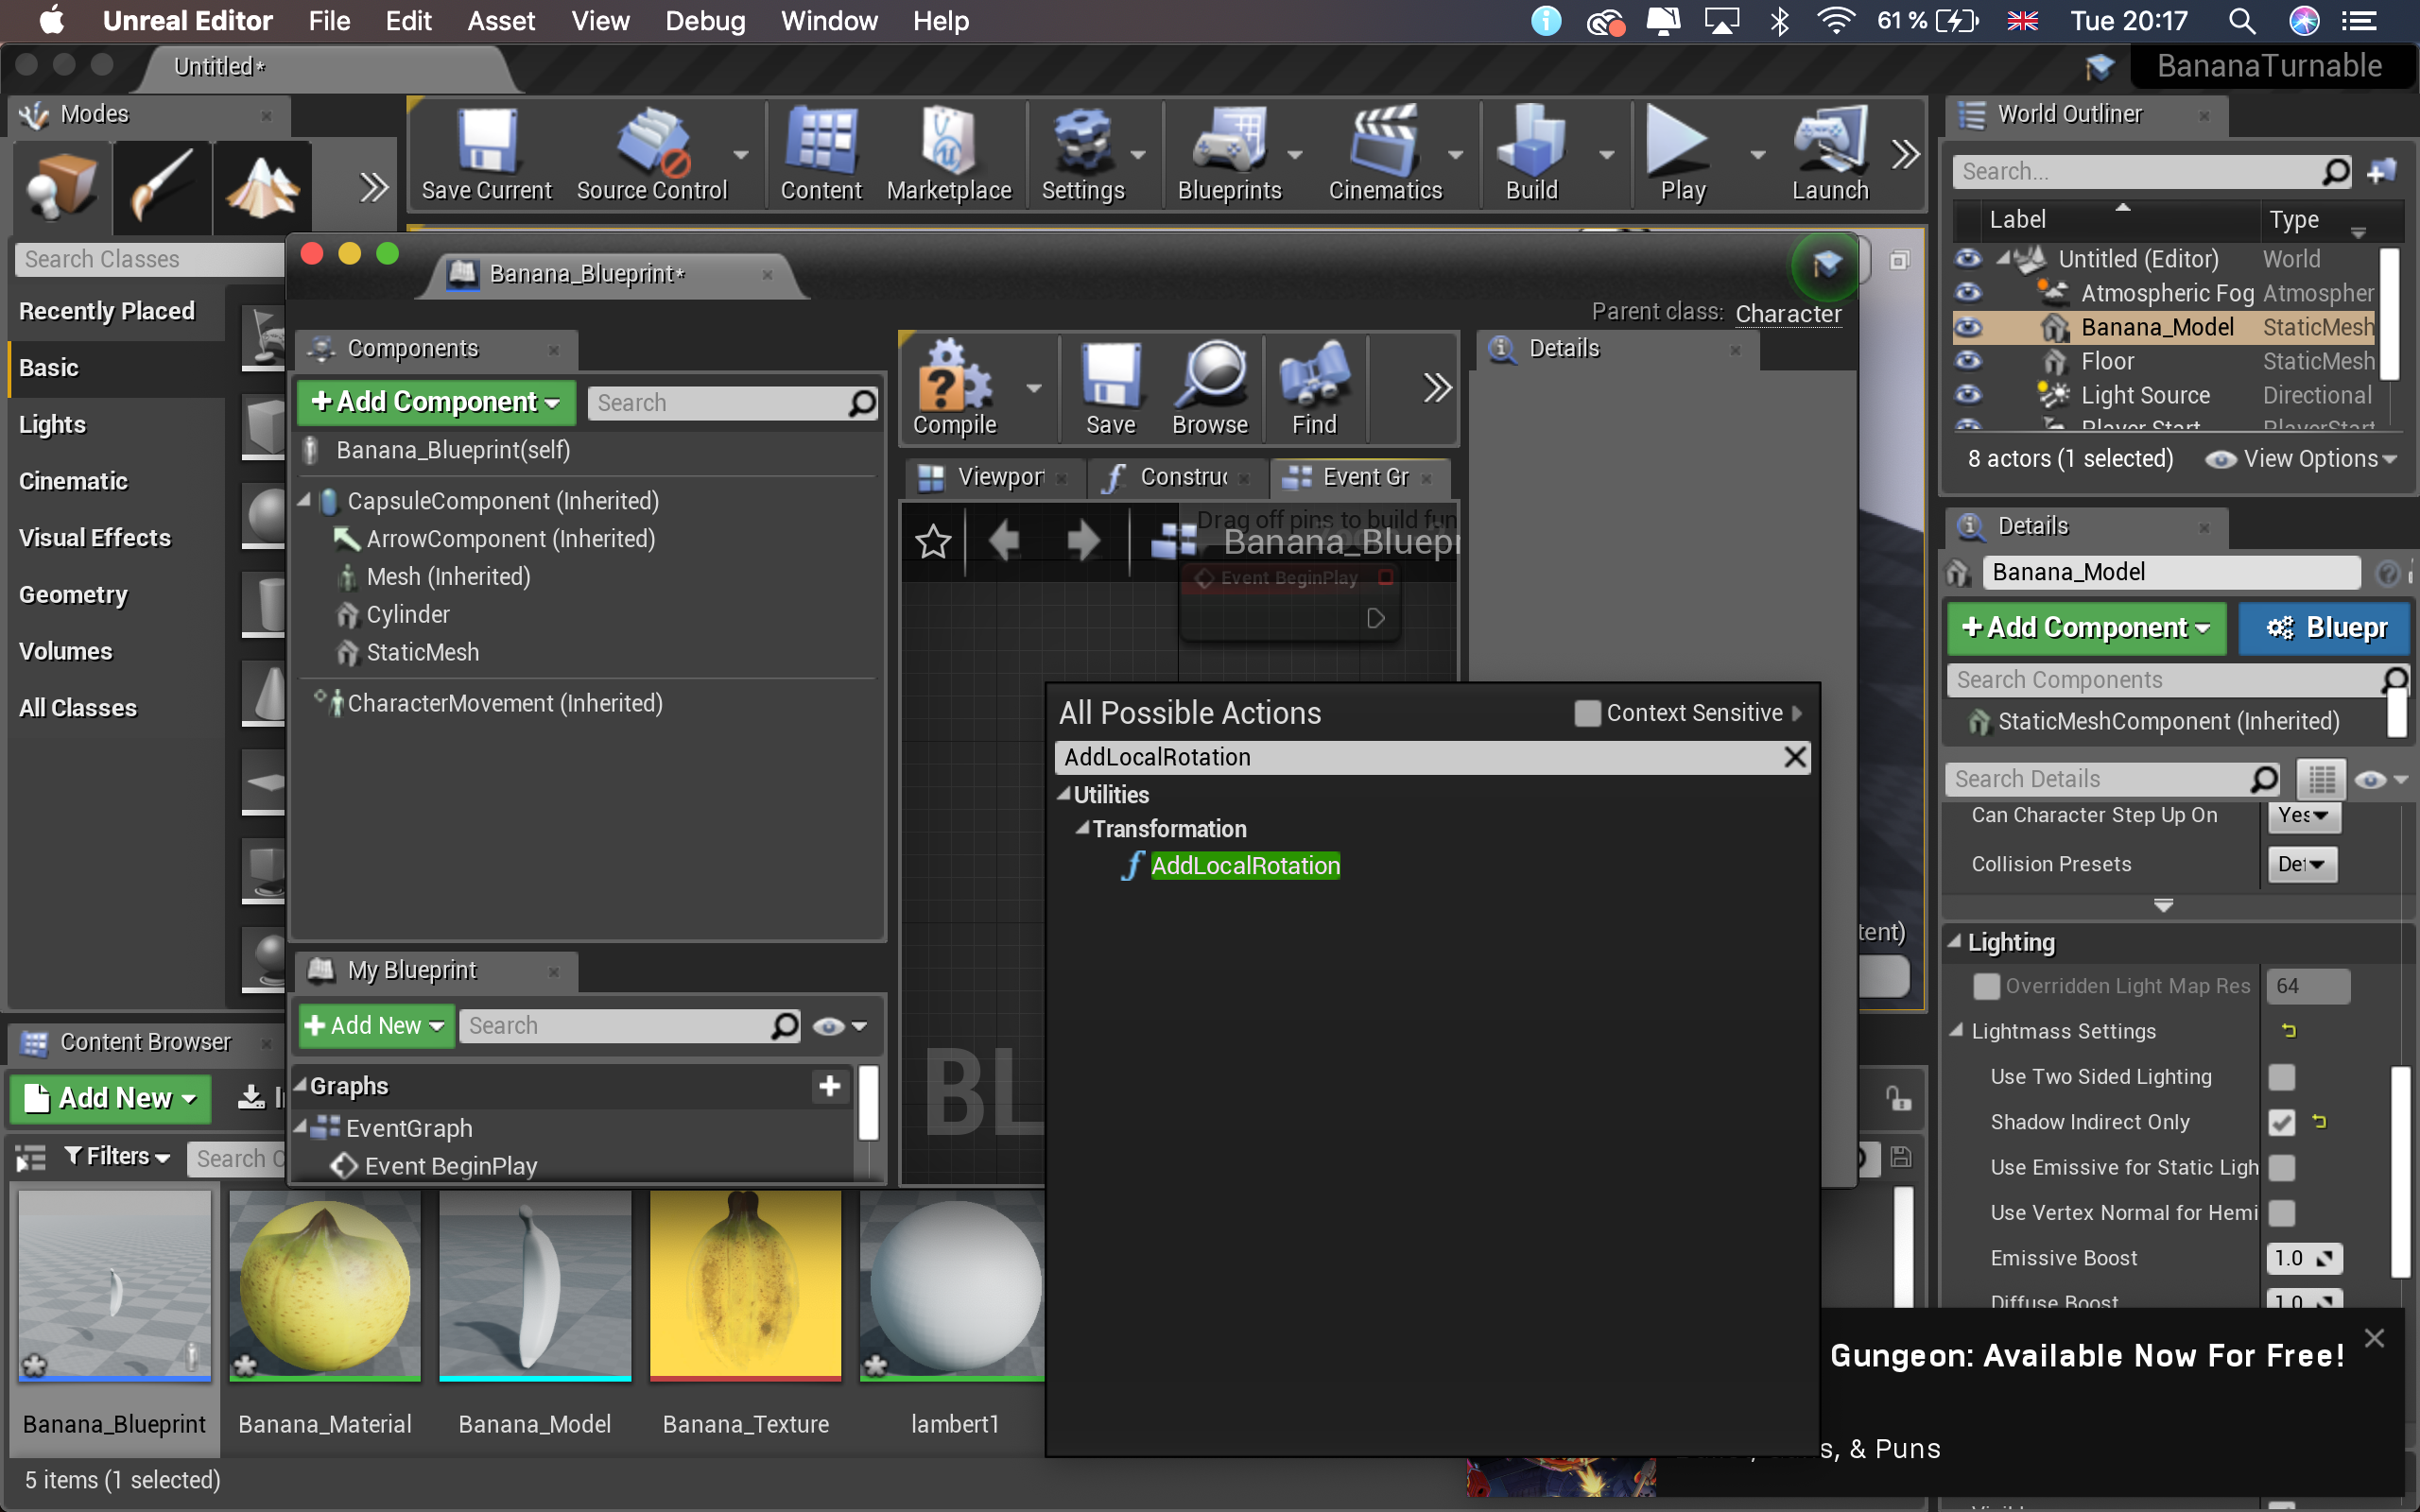 Unreal Editor File Edit Asset View Debug Window Help
61 % Tue 20:17
Untitled*
BananaTurnable
Modes
Save Current
Source Control
Content
Marketplace
Settings
Blueprints
Cinematics
Build
Play
Launch
Search Classes
Recently Placed
Basic
Lights
Cinematic
Visual Effects
Geometry
Volumes
All Classes
Banana_Blueprint*
Parent class: Character
Components
+Add Component
Search
Banana_Blueprint(self)
CapsuleComponent (Inherited)
ArrowComponent (Inherited)
Mesh (Inherited)
Cylinder
StaticMesh
CharacterMovement (Inherited)
Compile
Save
Browse
Find
Details
Viewport
Construc
Event Gr
Drag off pins to build fun
Banana_Bluepr
Event BeginPlay
All Possible Actions
Context Sensitive
AddLocalRotation
Utilities
Transformation
AddLocalRotation
BL
My Blueprint
+ Add New
Search
Graphs
EventGraph
Event BeginPlay
World Outliner
Search...
Label Type
Untitled (Editor) World
Atmospheric Fog Atmospher
Banana_Model StaticMesh
Floor StaticMesh
Light Source Directional
Player Start PlayerStart
8 actors (1 selected) View Options
Details
Banana_Model
+Add Component
Bluepr
Search Components
StaticMeshComponent (Inherited)
Search Details
Can Character Step Up On Yes
Collision Presets Def
tent)
Lighting
Overridden Light Map Res 64
Lightmass Settings
Use Two Sided Lighting
Shadow Indirect Only
Use Emissive for Static Ligh
Use Vertex Normal for Hemi
Emissive Boost 1.0
Diffuse Boost 1.0
Content Browser
Add New
Filters
Search C
Banana_Blueprint
Banana_Material
Banana_Model
Banana_Texture
lambert1
5 items (1 selected)
Gungeon: Available Now For Free!
s, & Puns